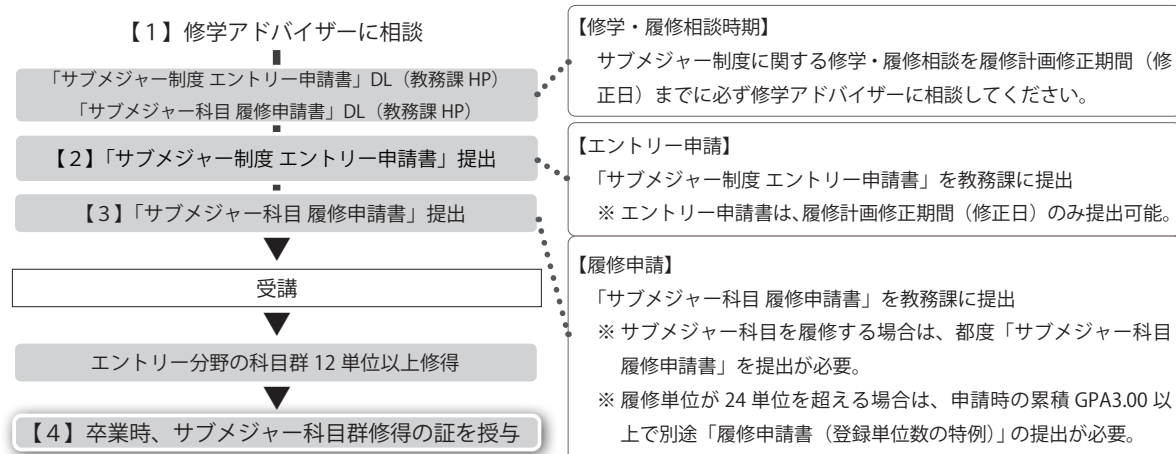 【1】修学アドバイザーに相談
「サブメジャー制度 エントリー申請書」DL（教務課 HP）
「サブメジャー科目 履修申請書」DL（教務課 HP）
【2】「サブメジャー制度 エントリー申請書」提出
【3】「サブメジャー科目 履修申請書」提出
受講
エントリー分野の科目群 12 単位以上修得
【4】卒業時、サブメジャー科目群修得の証を授与
【修学・履修相談時期】
サブメジャー制度に関する修学・履修相談を履修計画修正期間（修
正日）までに必ず修学アドバイザーに相談してください。
【エントリー申請】
「サブメジャー制度 エントリー申請書」を教務課に提出
※ エントリー申請書は、履修計画修正期間（修正日）のみ提出可能。
【履修申請】
「サブメジャー科目 履修申請書」を教務課に提出
※ サブメジャー科目を履修する場合は、都度「サブメジャー科目
履修申請書」を提出が必要。
※ 履修単位が 24 単位を超える場合は、申請時の累積 GPA3.00 以
上で別途「履修申請書（登録単位数の特例）」の提出が必要。